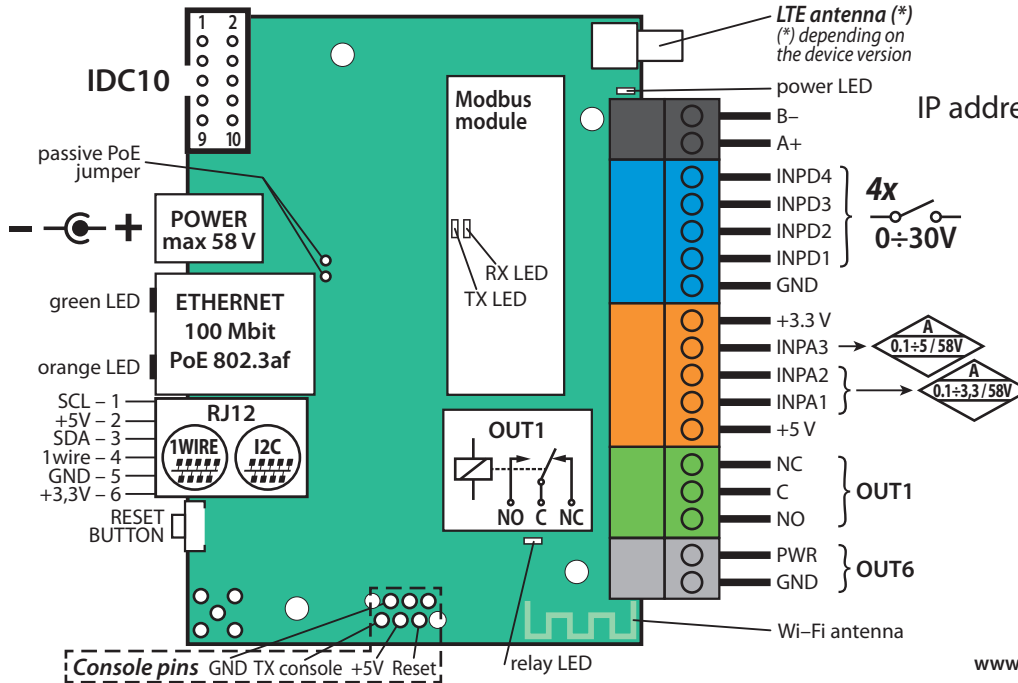 1 2
IDC10
9 10
LTE antenna (*)
(*) depending on
the device version
power LED
IP addre
Modbus
module
RX LED
TX LED
passive PoE
jumper
- +
POWER
max 58 V
green LED
orange LED
ETHERNET
100 Mbit
PoE 802.3af
SCL – 1
+5V – 2
SDA – 3
1wire – 4
GND – 5
+3,3V – 6
RJ12
1WIRE I2C
RESET
BUTTON
OUT1
NO C NC
B–
A+
INPD4
INPD3
INPD2
INPD1
GND
4x
0÷30V
+3.3 V
INPA3
INPA2
INPA1
+5 V
A
0.1÷5 / 58V
A
0.1÷3,3 / 58V
NC
C
NO
OUT1
PWR
GND
OUT6
Wi–Fi antenna
relay LED
Console pins GND TX console +5V Reset
www